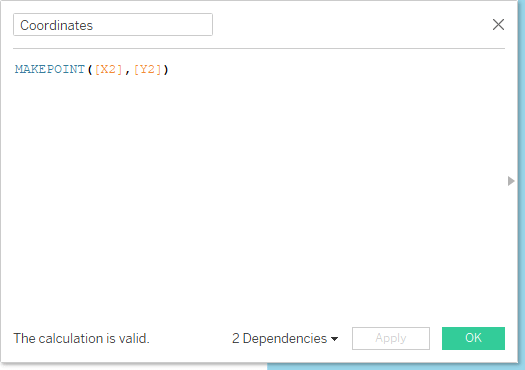 Coordinates
MAKEPOINT([X2],[Y2])
The calculation is valid. 2 Dependencies Apply OK